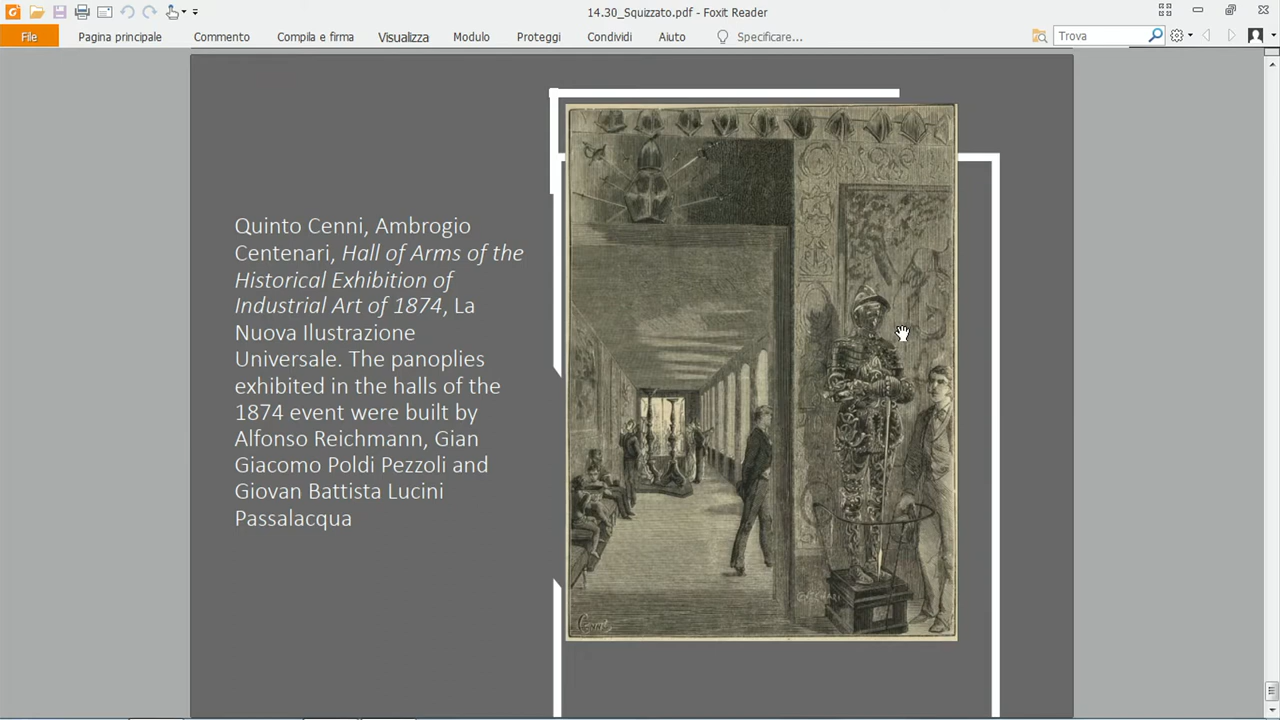 14.30_Squizzato.pdf - Foxit Reader
File
Pagina principale
Commento
Compila e firma
Visualizza
Modulo
Proteggi
Condividi
Aiuto
Specificare...
Trova
Quinto Cenni, Ambrogio
Centenari, Hall of Arms of the
Historical Exhibition of
Industrial Art of 1874, La
Nuova Ilustrazione
Universale. The panoplies
exhibited in the halls of the
1874 event were built by
Alfonso Reichmann, Gian
Giacomo Poldi Pezzoli and
Giovan Battista Lucini
Passalacqua
Cenni